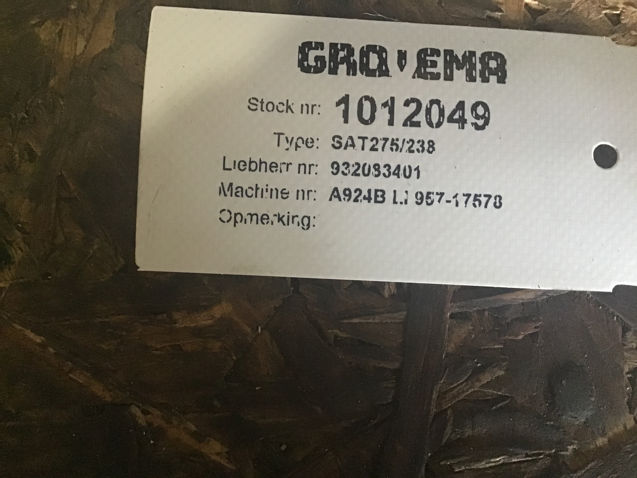 GROVEMA
Stock nr: 1012049
Type: SAT275/238
Liebherr nr: 932083401
Machine nr: A924B Li 957-17578
Opmerking: